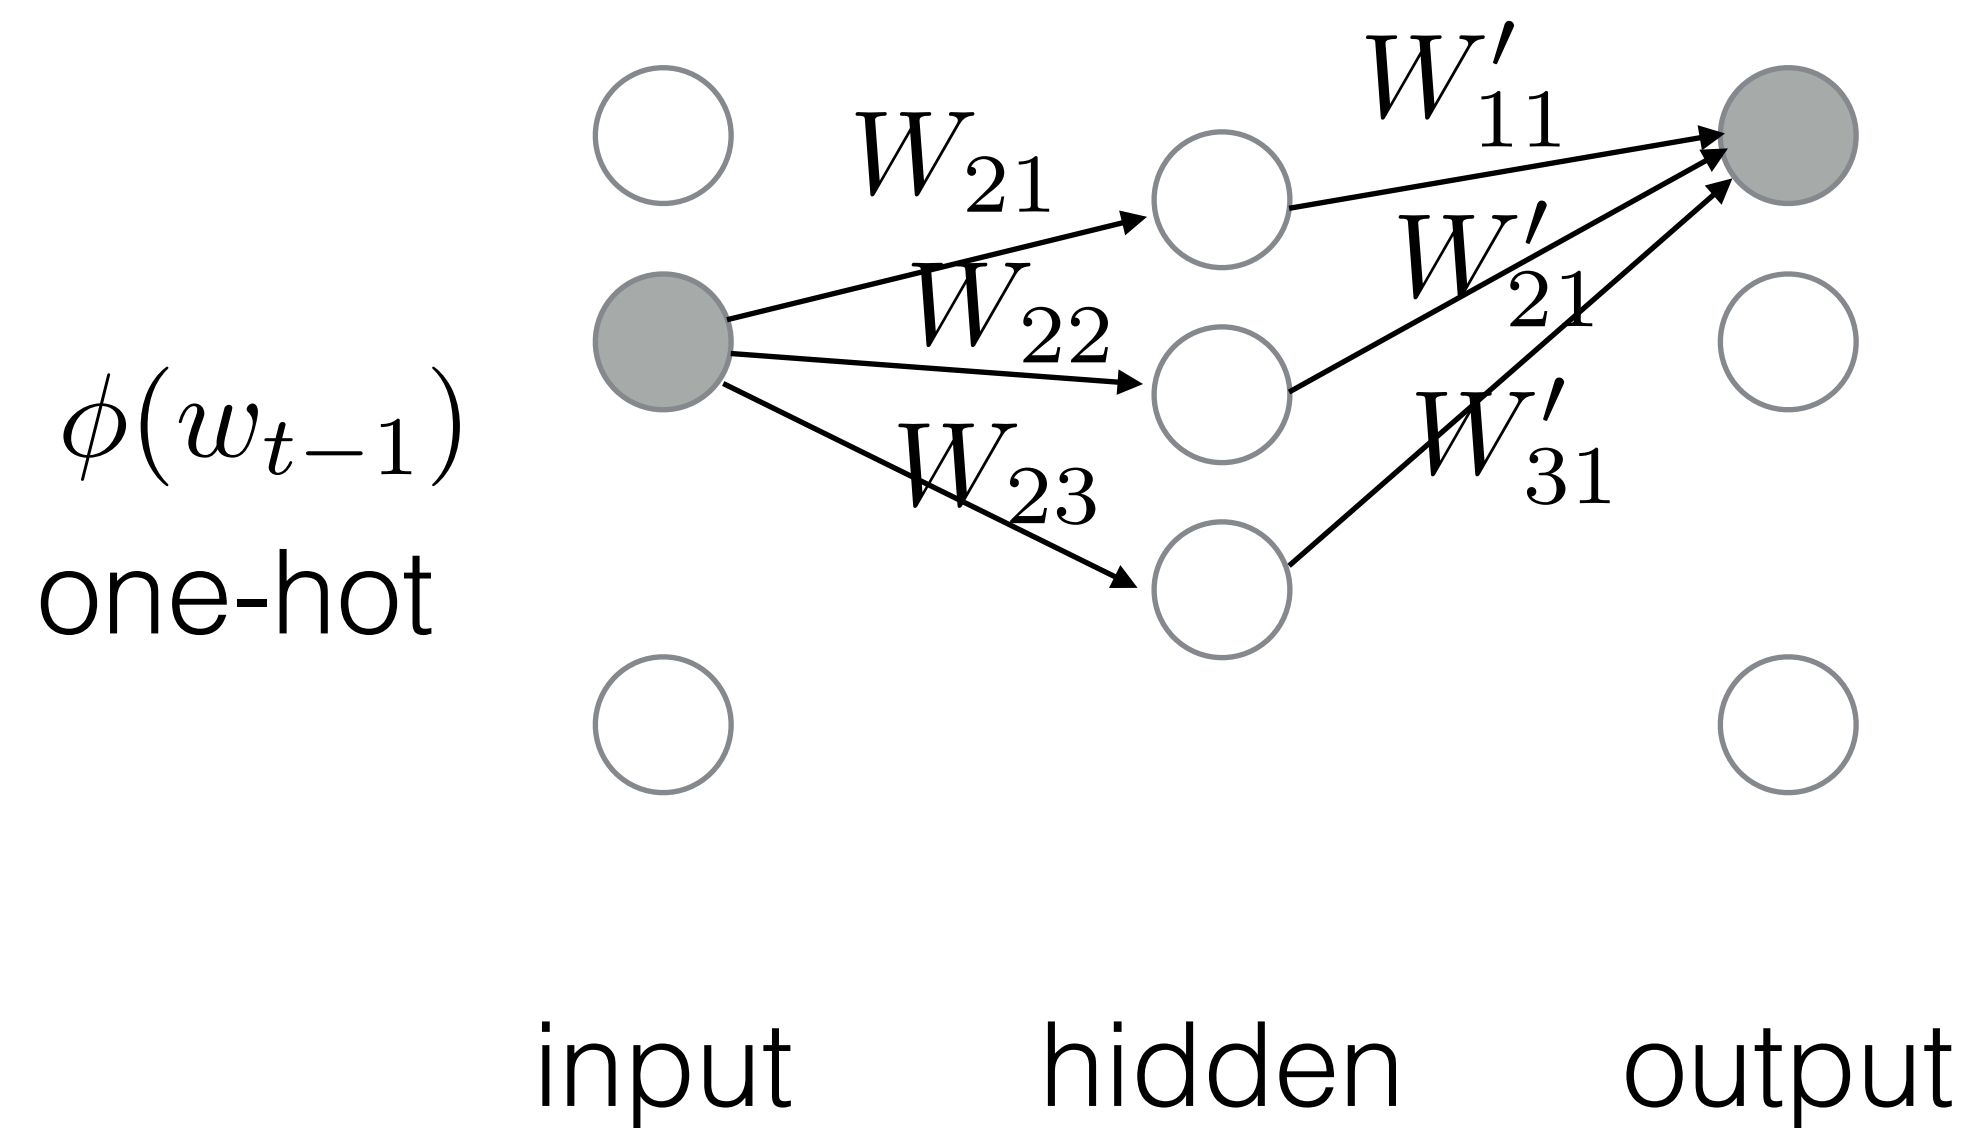 W'₁₁
W₂₁
W'₂₁
W₂₂
ϕ(wₜ₋₁)
W'₃₁
W₂₃
one-hot
input hidden output